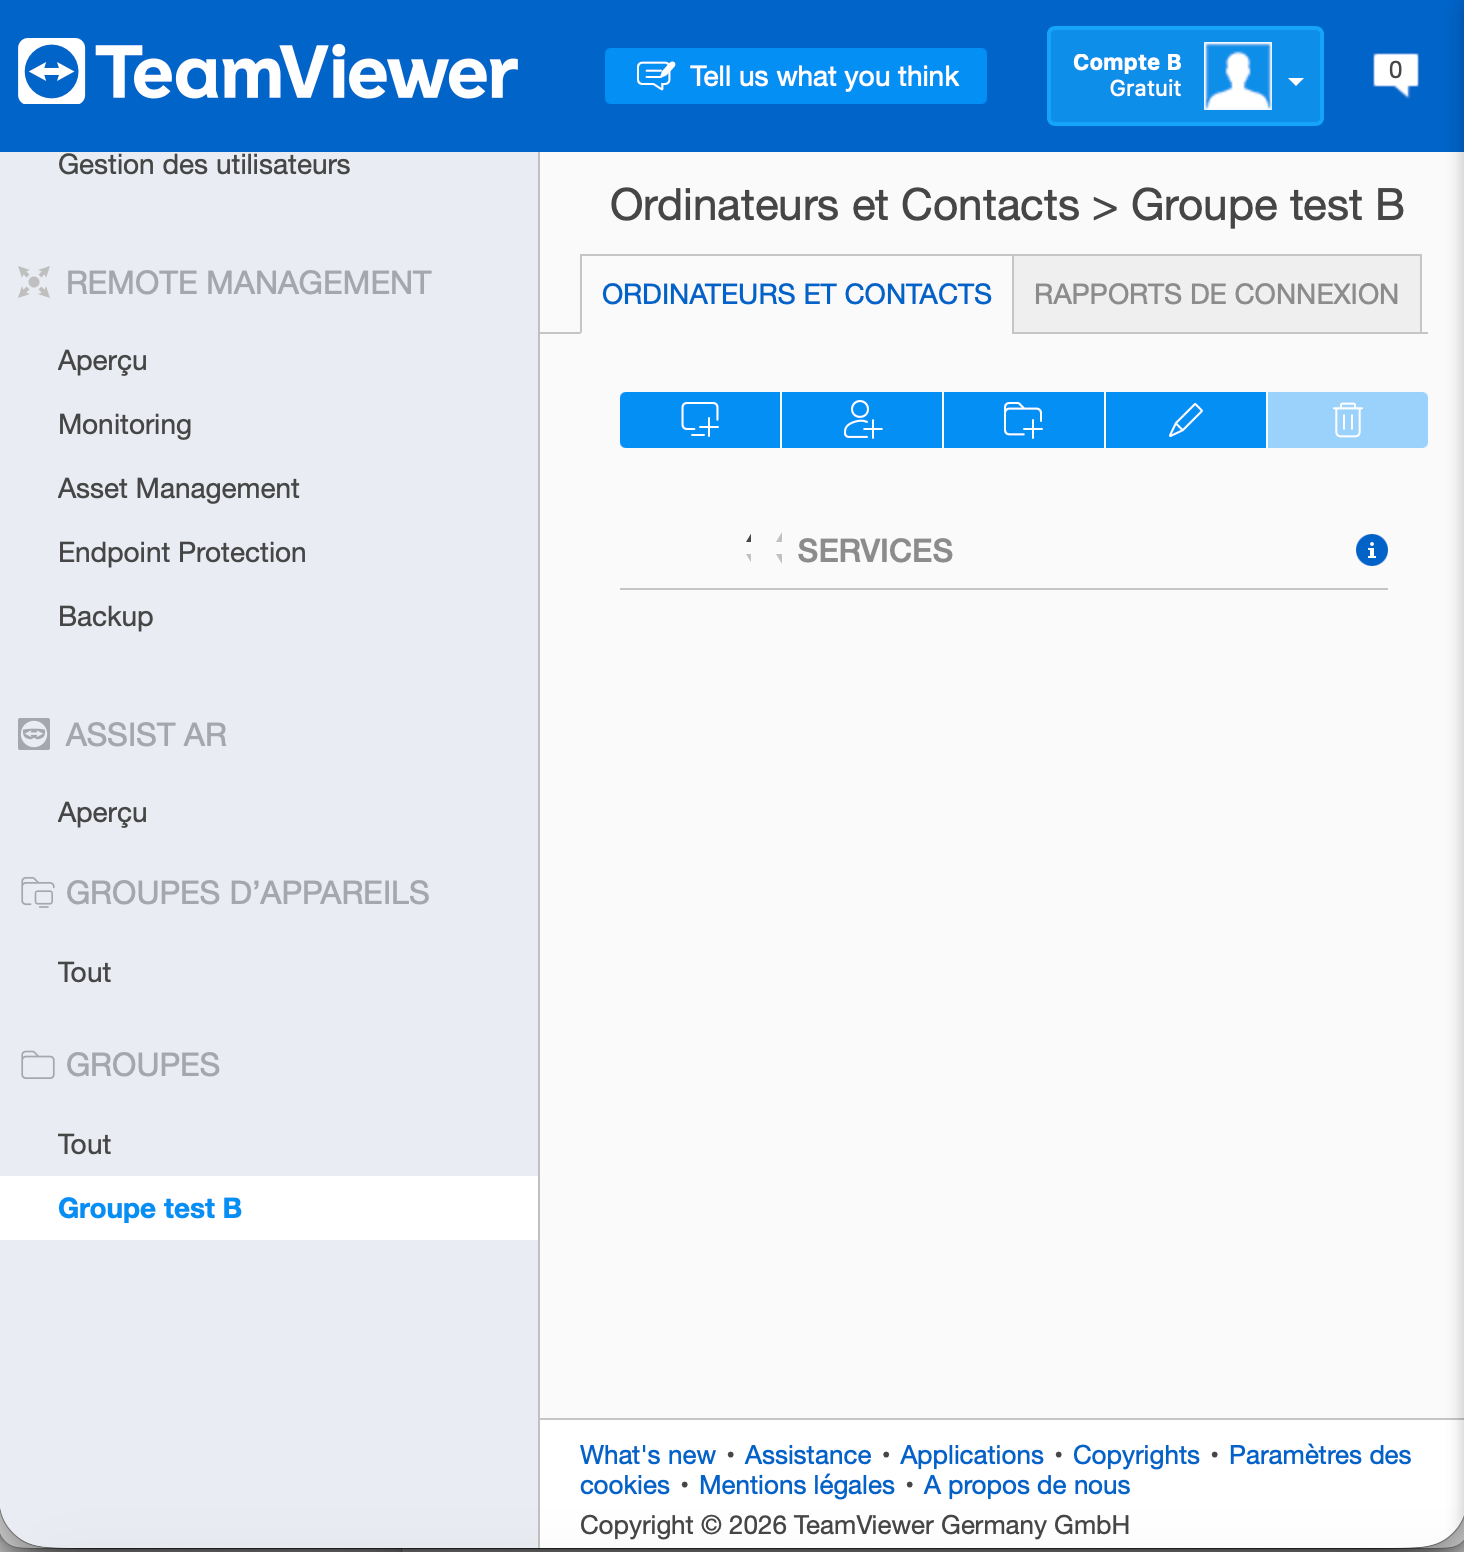 TeamViewer
Tell us what you think
Compte B
Gratuit
0
Gestion des utilisateurs
REMOTE MANAGEMENT
Aperçu
Monitoring
Asset Management
Endpoint Protection
Backup
ASSIST AR
Aperçu
GROUPES D’APPAREILS
Tout
GROUPES
Tout
Groupe test B
Ordinateurs et Contacts > Groupe test B
ORDINATEURS ET CONTACTS
RAPPORTS DE CONNEXION
SERVICES
What's new • Assistance • Applications • Copyrights • Paramètres des
cookies • Mentions légales • A propos de nous
Copyright © 2026 TeamViewer Germany GmbH